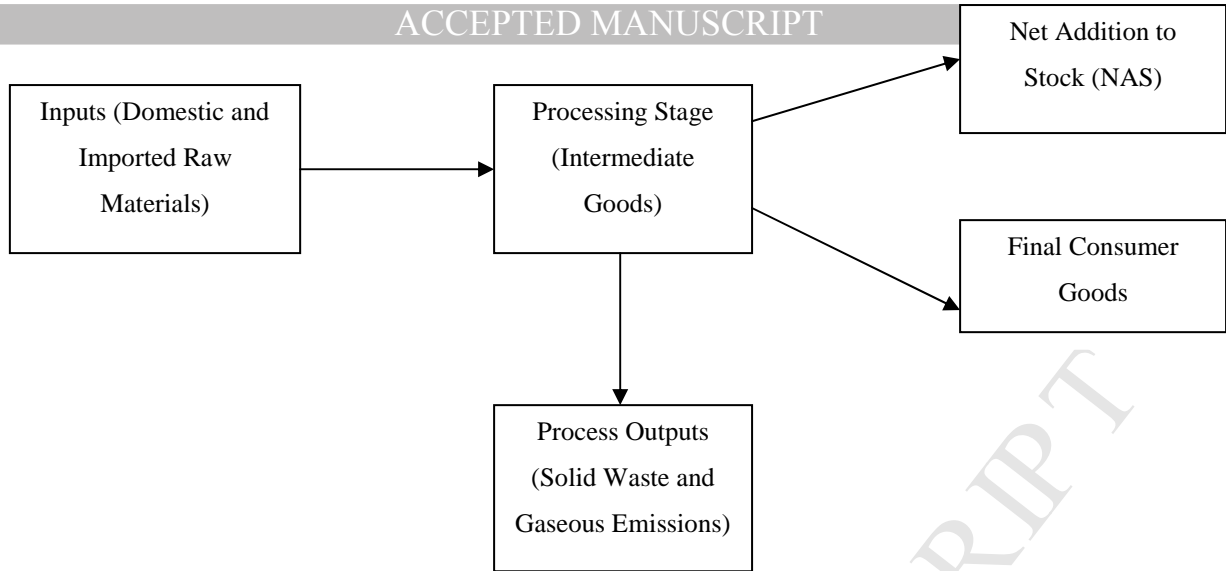 ACCEPTED MANUSCRIPT
Net Addition to
Stock (NAS)
Inputs (Domestic and
Imported Raw
Materials)
Processing Stage
(Intermediate
Goods)
Final Consumer
Goods
Process Outputs
(Solid Waste and
Gaseous Emissions)
RIPT